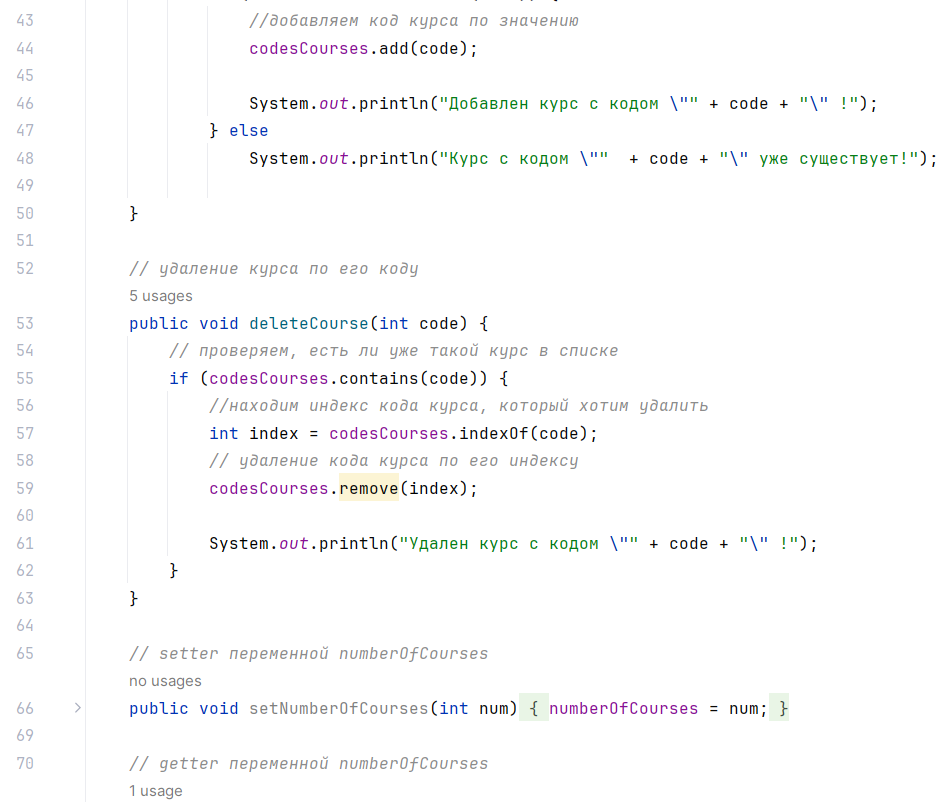 43 //добавляем код курса по значению
44 codesCourses.add(code);
45
46 System.out.println("Добавлен курс с кодом \"" + code + "\" !");
47 } else
48 System.out.println("Курс с кодом \""  + code + "\" уже существует!");
49
50 }
51
52 // удаление курса по его коду
5 usages
53 public void deleteCourse(int code) {
54 // проверяем, есть ли уже такой курс в списке
55 if (codesCourses.contains(code)) {
56 //находим индекс кода курса, который хотим удалить
57 int index = codesCourses.indexOf(code);
58 // удаление кода курса по его индексу
59 codesCourses.remove(index);
60
61 System.out.println("Удален курс с кодом \"" + code + "\" !");
62 }
63 }
64
65 // setter переменной numberOfCourses
no usages
66 public void setNumberOfCourses(int num) { numberOfCourses = num; }
69
70 // getter переменной numberOfCourses
1 usage